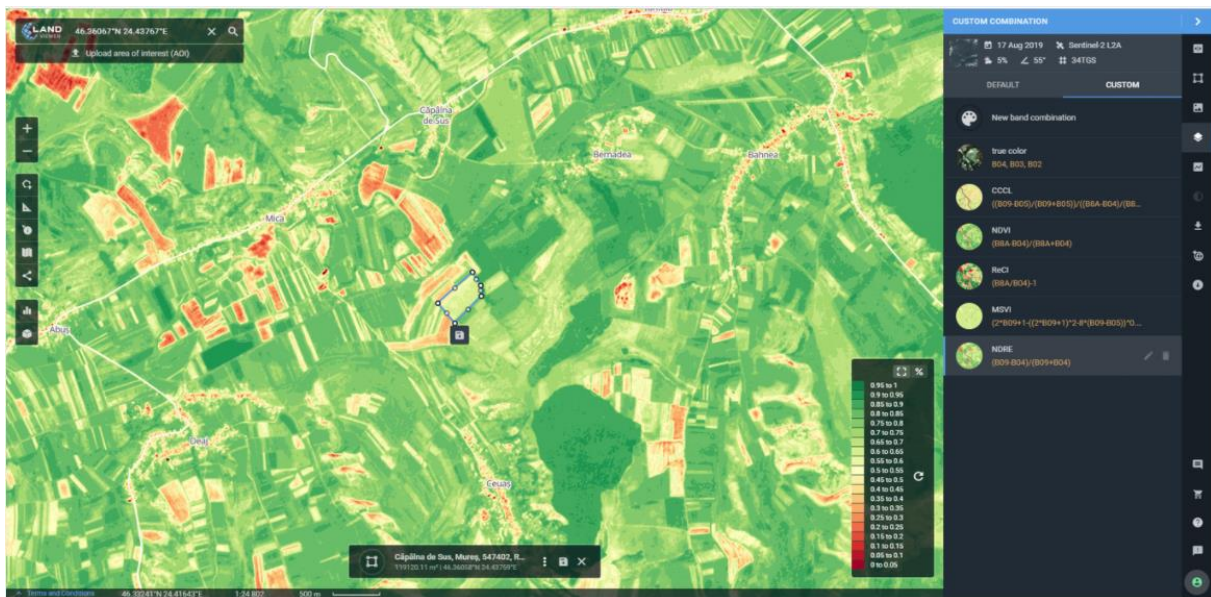 LAND
VIEWER
46.36067°N 24.43767°E
Upload area of interest (AOI)
Căpâlna
de Sus
Bernadea
Bahnea
Mica
Abuș
Deaj
Ceuaș
CUSTOM COMBINATION
17 Aug 2019 Sentinel-2 L2A
5% 55° 34TGS
DEFAULT CUSTOM
New band combination
true color
B04, B03, B02
CCCL
((B09-B05)/(B09+B05))/((B8A-B04)/(B8...
NDVI
(B8A-B04)/(B8A+B04)
ReCI
(B8A/B04)-1
MSVI
(2*B09+1-((2*B09+1)^2-8*(B09-B05))^0...
NDRE
(B09-B04)/(B09+B04)
%
0.95 to 1
0.9 to 0.95
0.85 to 0.9
0.8 to 0.85
0.75 to 0.8
0.7 to 0.75
0.65 to 0.7
0.6 to 0.65
0.55 to 0.6
0.5 to 0.55
0.45 to 0.5
0.4 to 0.45
0.35 to 0.4
0.3 to 0.35
0.25 to 0.3
0.2 to 0.25
0.15 to 0.2
0.1 to 0.15
0.05 to 0.1
0 to 0.05
Căpâlna de Sus, Mureș, 547402, R...
46.36068°N 24.43769°E
Terms and Conditions 46.33241°N 24.41643°E 1:24.802 500 m